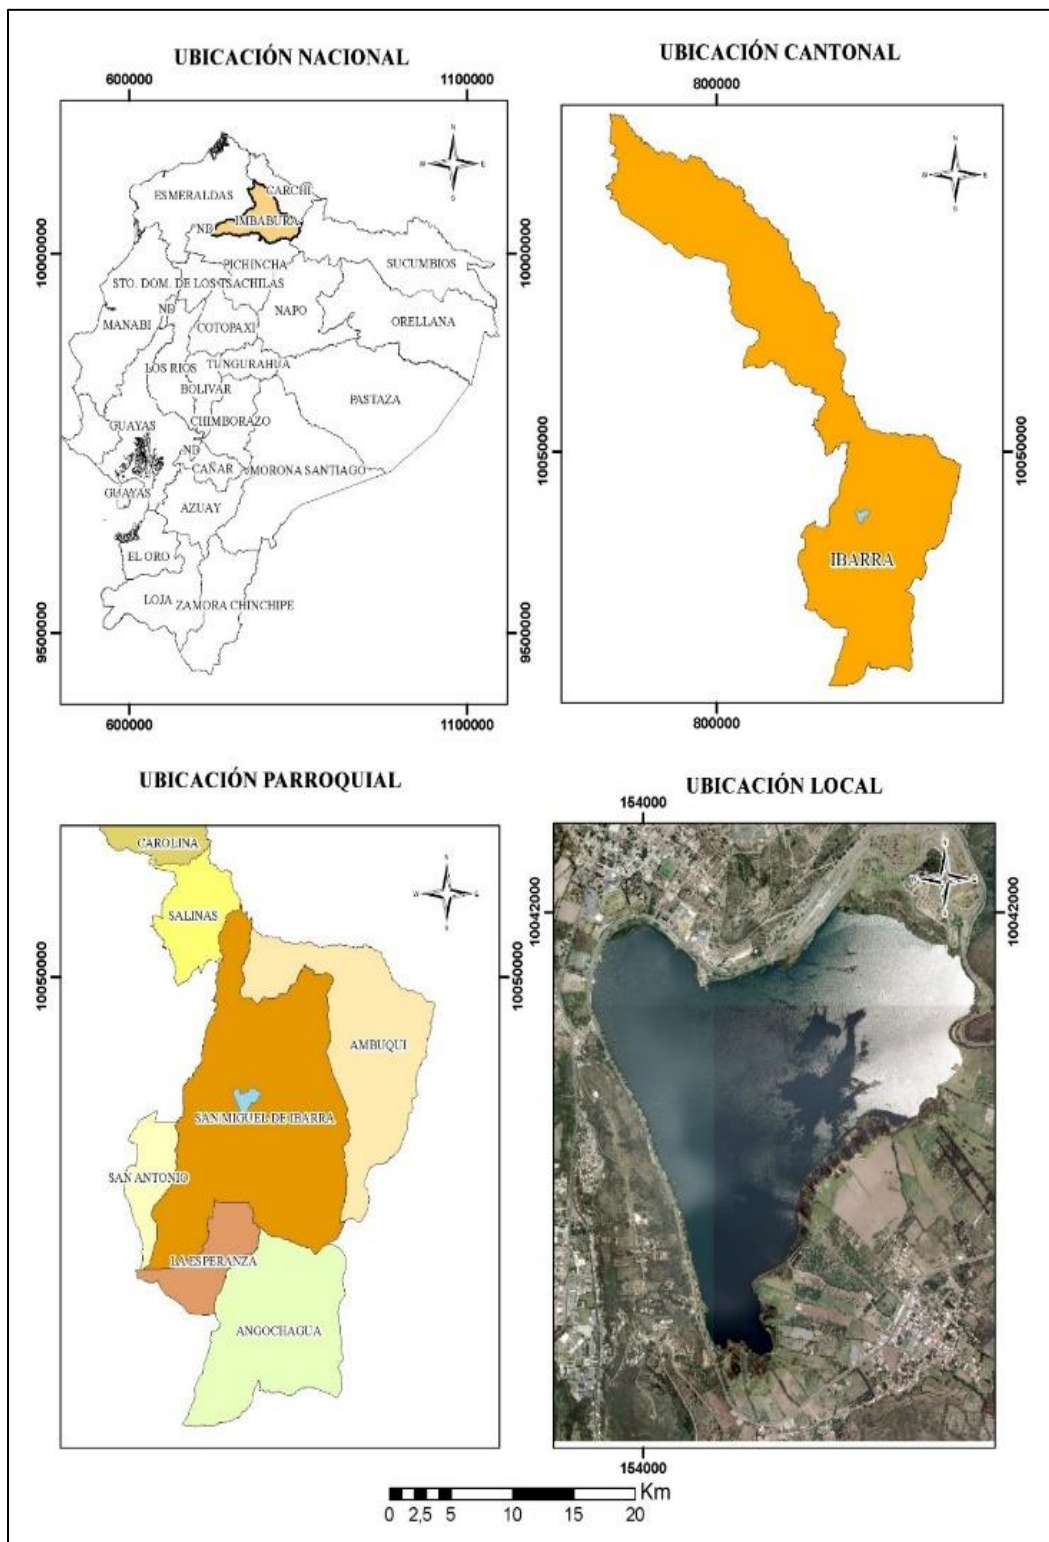 UBICACIÓN NACIONAL
600000 1100000
N
W E
S
ESMERALDAS
CARCHI
IMBABURA
ND
PICHINCHA
SUCUMBIOS
STO. DOM. DE LOS TSACHILAS
ND
NAPO
MANABI
COTOPAXI
ORELLANA
LOS RIOS
TUNGURAHUA
BOLIVAR
PASTAZA
GUAYAS
CHIMBORAZO
ND
CAÑAR
MORONA SANTIAGO
GUAYAS
AZUAY
EL ORO
LOJA
ZAMORA CHINCHIPE
10000000
10000000
9500000
9500000
600000 1100000
UBICACIÓN CANTONAL
800000
N
W E
S
10050000
10050000
IBARRA
800000
UBICACIÓN PARROQUIAL
CAROLINA
N
W E
S
SALINAS
10050000
10050000
AMBUQUI
SAN MIGUEL DE IBARRA
SAN ANTONIO
LA ESPERANZA
ANGOCHAGUA
UBICACIÓN LOCAL
154000
10042000
10042000
154000
Km
0 2,5 5 10 15 20